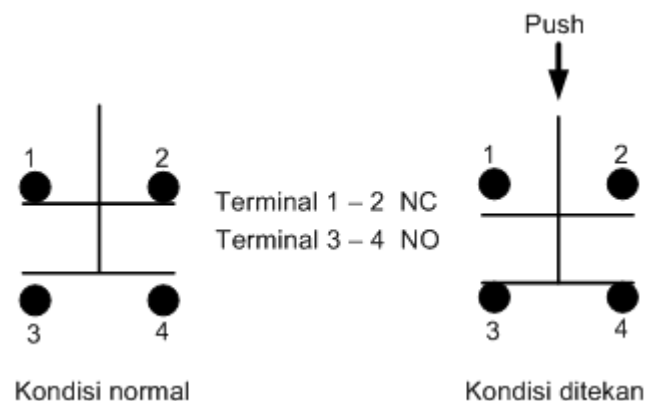 Push
1 2
1 2
Terminal 1 – 2 NC
Terminal 3 – 4 NO
3 4
3 4
Kondisi normal
Kondisi ditekan